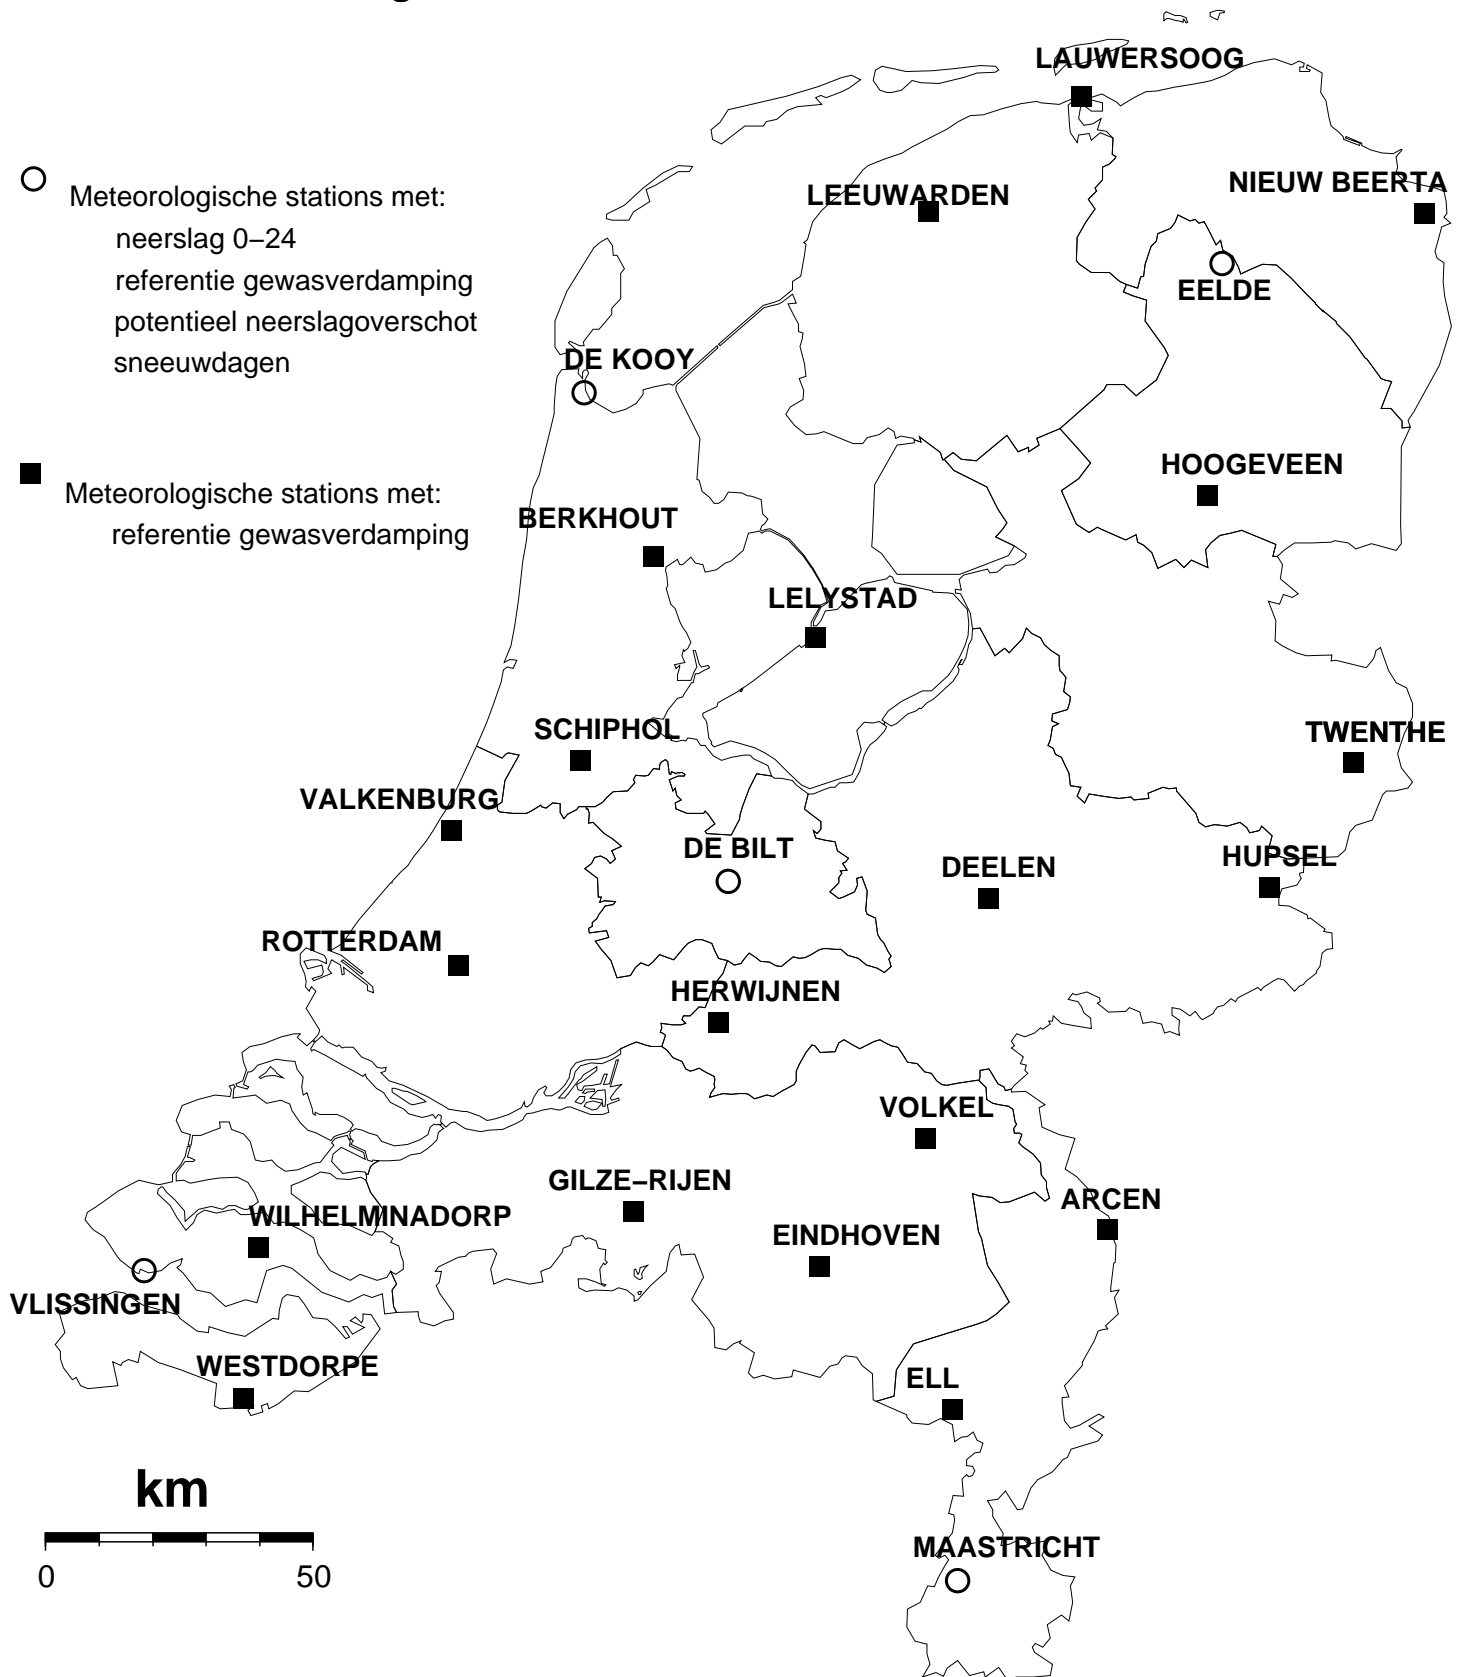 LAUWERSOOG
NIEUW BEERTA
LEEUWARDEN
Meteorologische stations met:
neerslag 0–24
referentie gewasverdamping
potentieel neerslagoverschot
sneeuwdagen
EELDE
DE KOOY
HOOGEVEEN
Meteorologische stations met:
referentie gewasverdamping
BERKHOUT
LELYSTAD
SCHIPHOL
TWENTHE
VALKENBURG
DE BILT
HUPSEL
DEELEN
ROTTERDAM
HERWIJNEN
VOLKEL
GILZE–RIJEN
ARCEN
WILHELMINADORP
EINDHOVEN
VLISSINGEN
WESTDORPE
ELL
km
MAASTRICHT
0 50